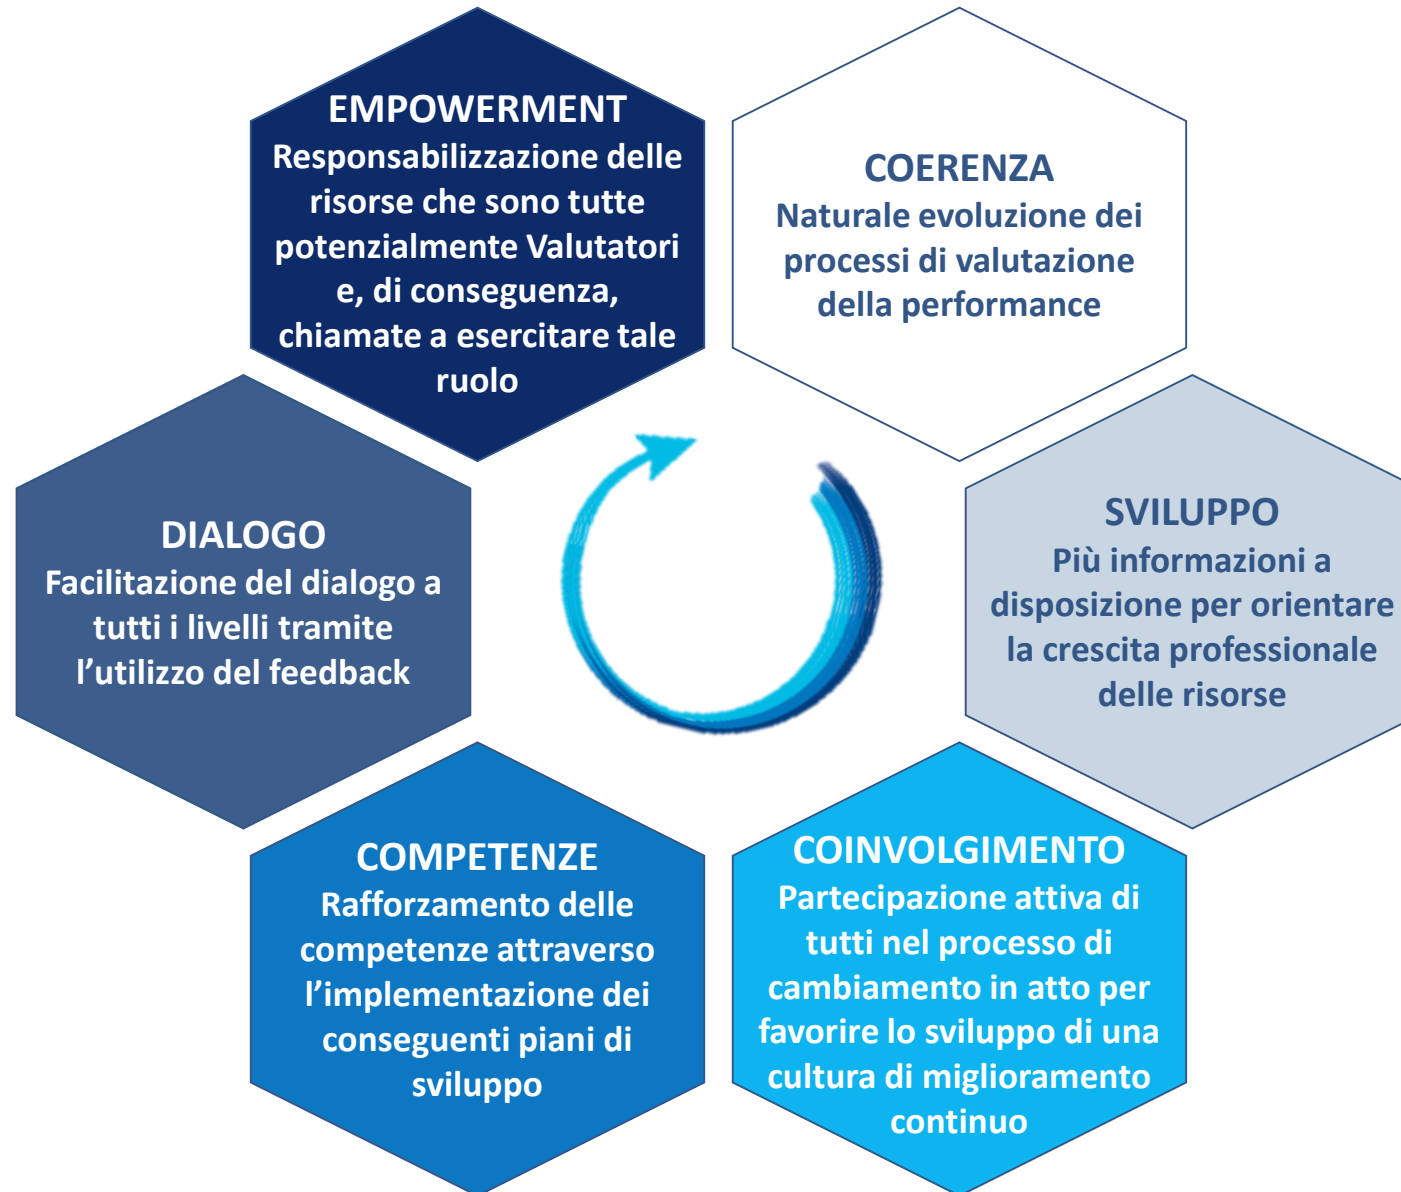 EMPOWERMENT
Responsabilizzazione delle
risorse che sono tutte
potenzialmente Valutatori
e, di conseguenza,
chiamate a esercitare tale
ruolo
COERENZA
Naturale evoluzione dei
processi di valutazione
della performance
DIALOGO
Facilitazione del dialogo a
tutti i livelli tramite
l’utilizzo del feedback
SVILUPPO
Più informazioni a
disposizione per orientare
la crescita professionale
delle risorse
COMPETENZE
Rafforzamento delle
competenze attraverso
l’implementazione dei
conseguenti piani di
sviluppo
COINVOLGIMENTO
Partecipazione attiva di
tutti nel processo di
cambiamento in atto per
favorire lo sviluppo di una
cultura di miglioramento
continuo